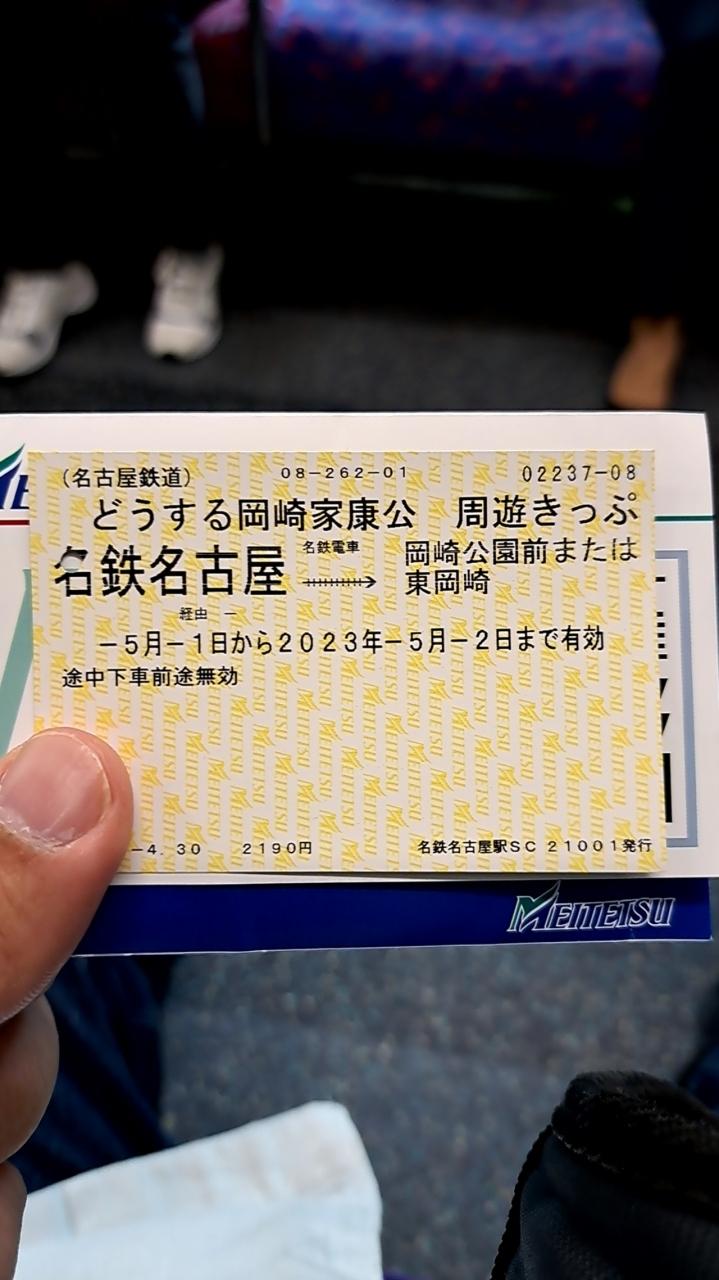 (名古屋鉄道) 08-262-01 02237-08
どうする岡崎家康公 周遊きっぷ
名鉄名古屋 名鉄電車 岡崎公園前または
東岡崎
経由 ー
－5月－1日から2023年－5月－2日まで有効
途中下車前途無効
-4.30 2190円 名鉄名古屋駅SC 21001発行
MEITETSU